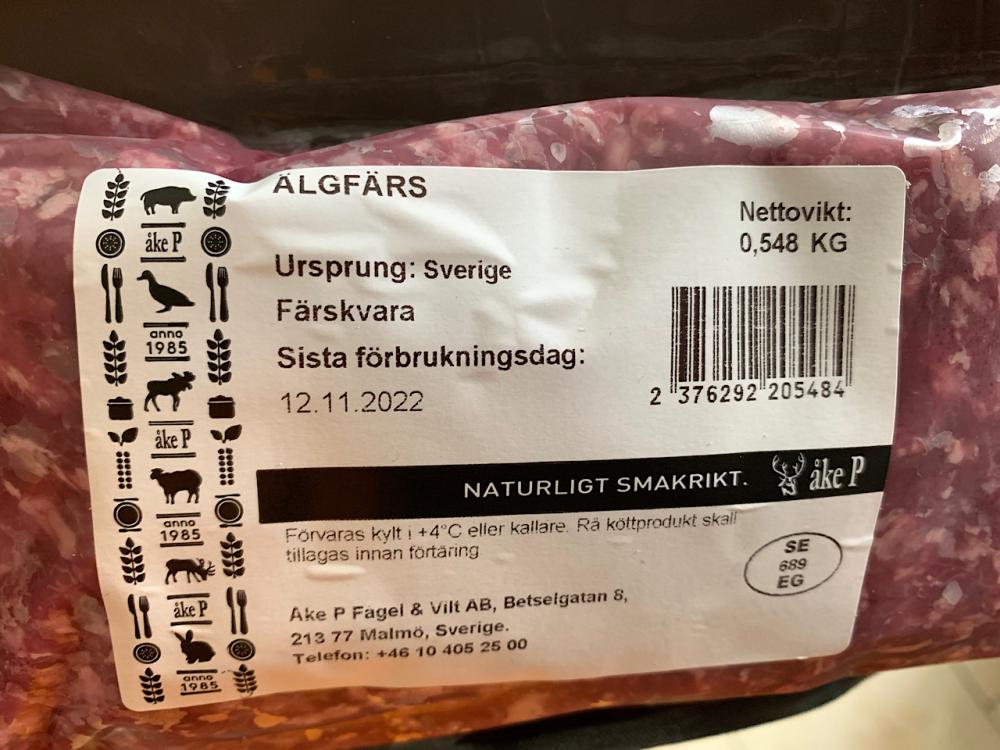 ÄLGFÄRS
Nettovikt:
0,548 KG
Ursprung: Sverige
Färskvara
Sista förbrukningsdag:
12.11.2022
2 376292 205484
NATURLIGT SMAKRIKT. åke P
Förvaras kylt i +4°C eller kallare. Rå köttprodukt skall
tillagas innan förtäring
SE
689
EG
Åke P Fågel & Vilt AB, Betselgatan 8,
213 77 Malmö, Sverige.
Telefon: +46 10 405 25 00
åke P
anno
1985
åke P
anno
1985
åke P
anno
1985